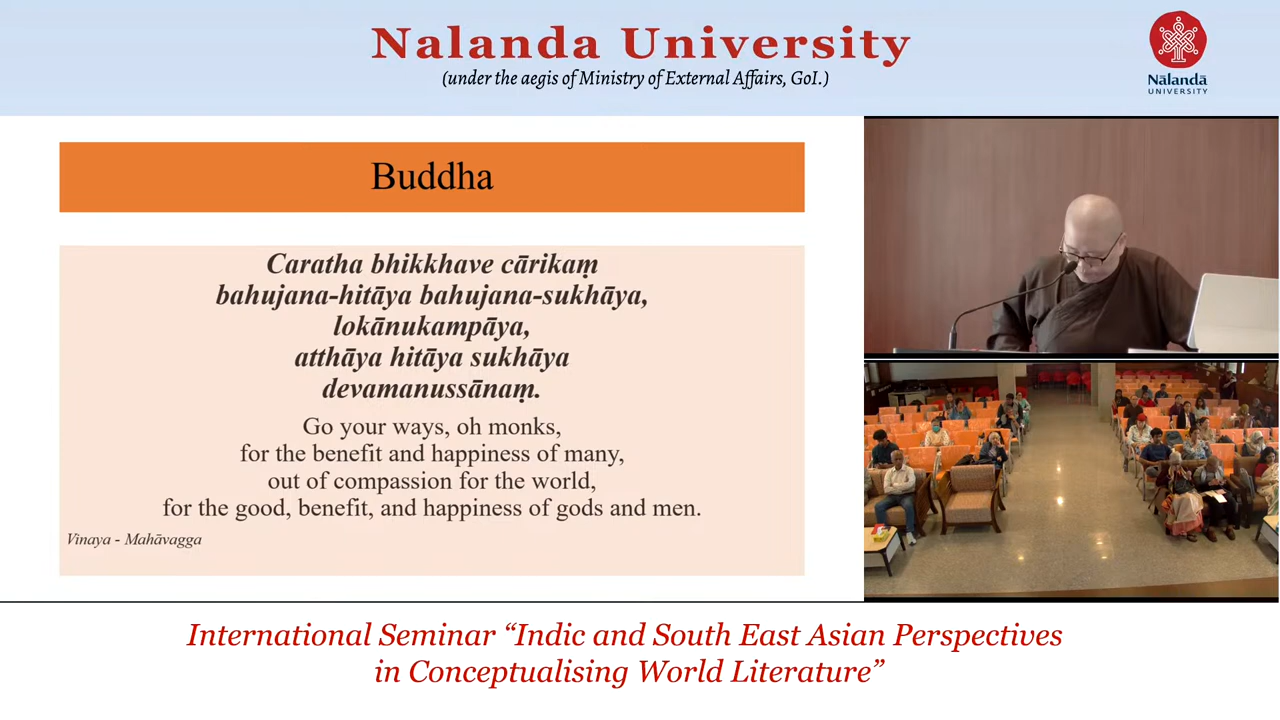 Nalanda University
(under the aegis of Ministry of External Affairs, GoI.)
Nālandā
UNIVERSITY
Buddha
Caratha bhikkhave cārikaṃ
bahujana-hitāya bahujana-sukhāya,
lokānukampāya,
atthāya hitāya sukhāya
devamanussānaṃ.
Go your ways, oh monks,
for the benefit and happiness of many,
out of compassion for the world,
for the good, benefit, and happiness of gods and men.
Vinaya - Mahāvagga
International Seminar “Indic and South East Asian Perspectives
in Conceptualising World Literature”